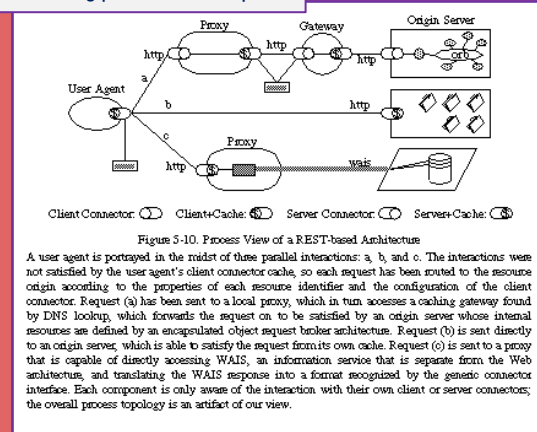 Proxy
Gateway
Origin Server
http
http
http
orb
a
User Agent
b
http
c
Proxy
http
wais
Client Connector:
Client+Cache:
Server Connector:
Server+Cache:
Figure 5-10. Process View of a REST-based Architecture
A user agent is portrayed in the midst of three parallel interactions: a, b, and c. The interactions were
not satisfied by the user agent's client connector cache, so each request has been routed to the resource
origin according to the properties of each resource identifier and the configuration of the client
connector. Request (a) has been sent to a local proxy, which in turn accesses a caching gateway found
by DNS lookup, which forwards the request on to be satisfied by an origin server whose internal
resources are defined by an encapsulated object request broker architecture. Request (b) is sent directly
to an origin server, which is able to satisfy the request from its own cache. Request (c) is sent to a proxy
that is capable of directly accessing WAIS, an information service that is separate from the Web
architecture, and translating the WAIS response into a format recognized by the generic connector
interface. Each component is only aware of the interaction with their own client or server connectors;
the overall process topology is an artifact of our view.